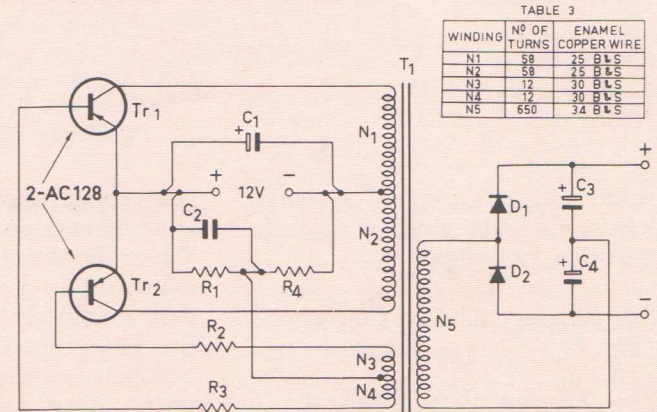 TABLE 3
WINDING Nº OF TURNS ENAMEL COPPER WIRE
N1 58 25 B&S
N2 58 25 B&S
N3 12 30 B&S
N4 12 30 B&S
N5 650 34 B&S
T1
Tr1
C1
+
N1
+ 12V −
2-AC128
C2
N2
R1 R4
Tr2
R2
N3
N4
R3
N5
+
D1
+
C3
D2
+
C4
−